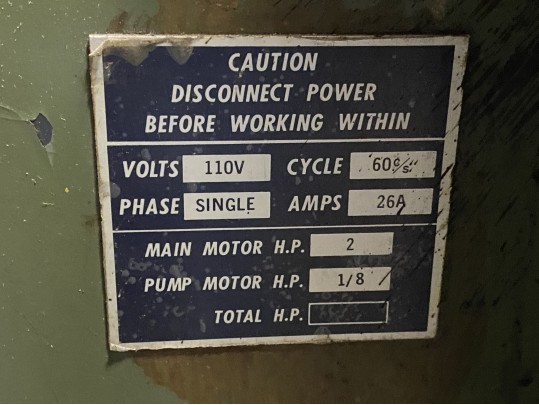 CAUTION
DISCONNECT POWER
BEFORE WORKING WITHIN
VOLTS 110V CYCLE 60c/s
PHASE SINGLE AMPS 26A
MAIN MOTOR H.P. 2
PUMP MOTOR H.P. 1/8
TOTAL H.P.